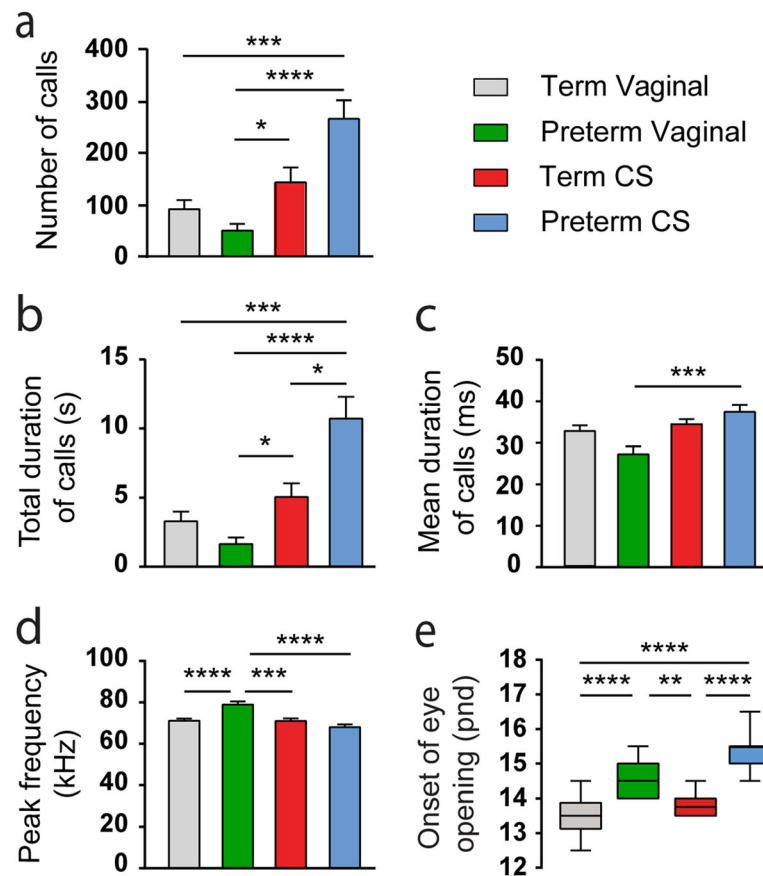 a
Number of calls
400
300
200
100
0
***
****
*
Term Vaginal
Preterm Vaginal
Term CS
Preterm CS
b
Total duration
of calls (s)
15
10
5
0
***
****
*
*
c
Mean duration
of calls (ms)
50
40
30
20
10
0
***
d
Peak frequency
(kHz)
100
80
60
40
20
0
****
**** ***
e
Onset of eye
opening (pnd)
18
17
16
15
14
13
12
****
**** ** ****